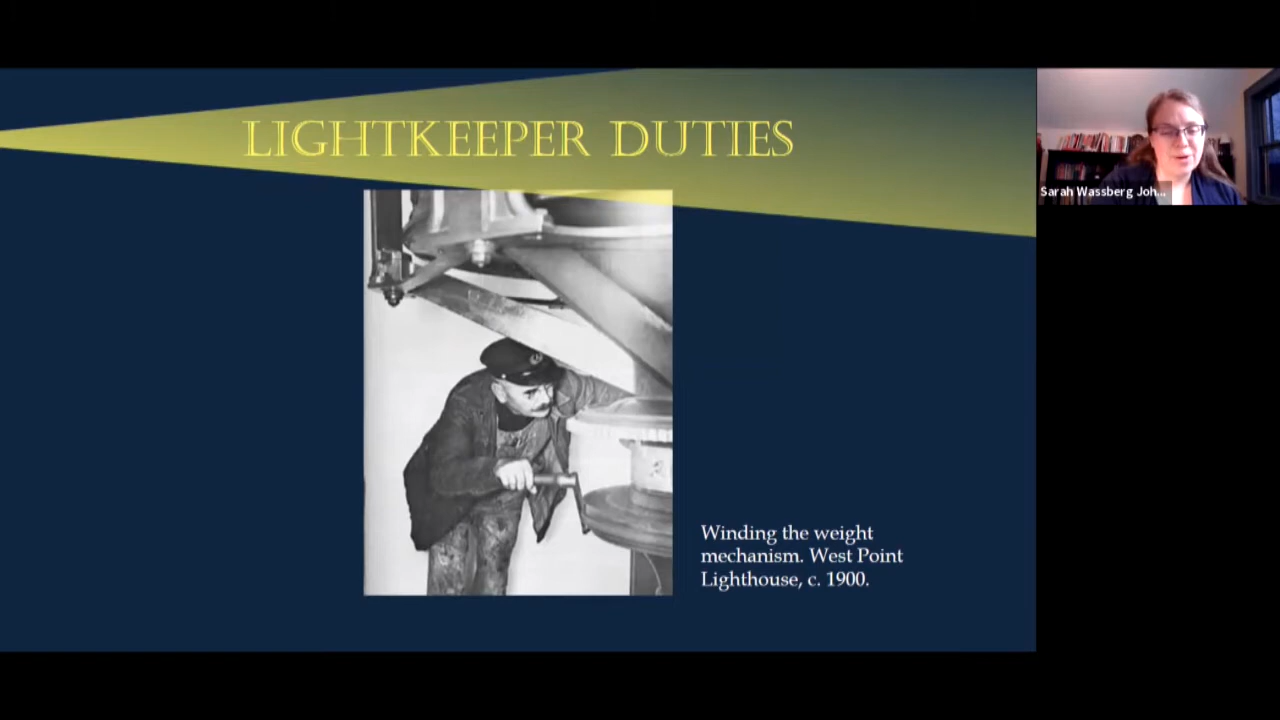 LIGHTKEEPER DUTIES
Sarah Wassberg Joh...
Winding the weight
mechanism. West Point
Lighthouse, c. 1900.